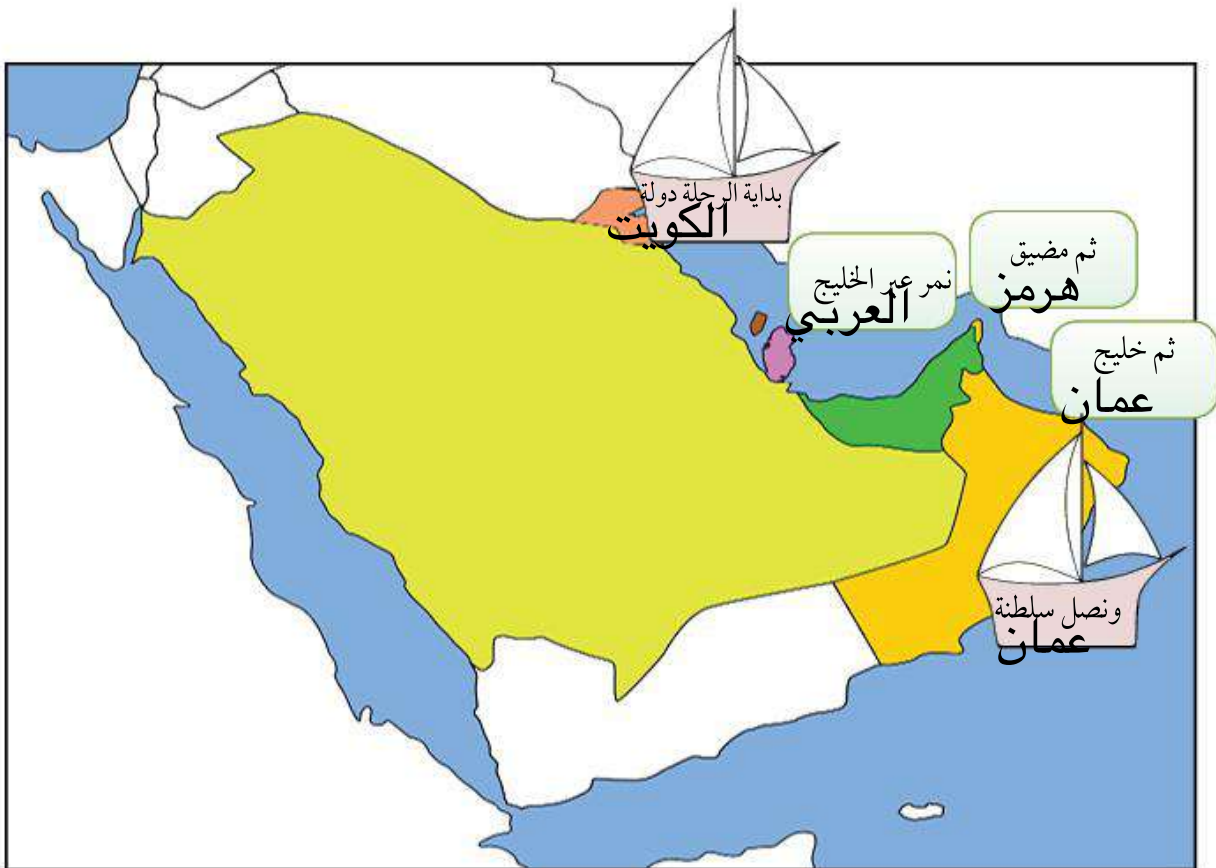 بداية الرحلة دولة
الكويت
نمر عبر الخليج
العربي
ثم مضيق
هرمز
ثم خليج
عمان
ونصل سلطنة
عمان